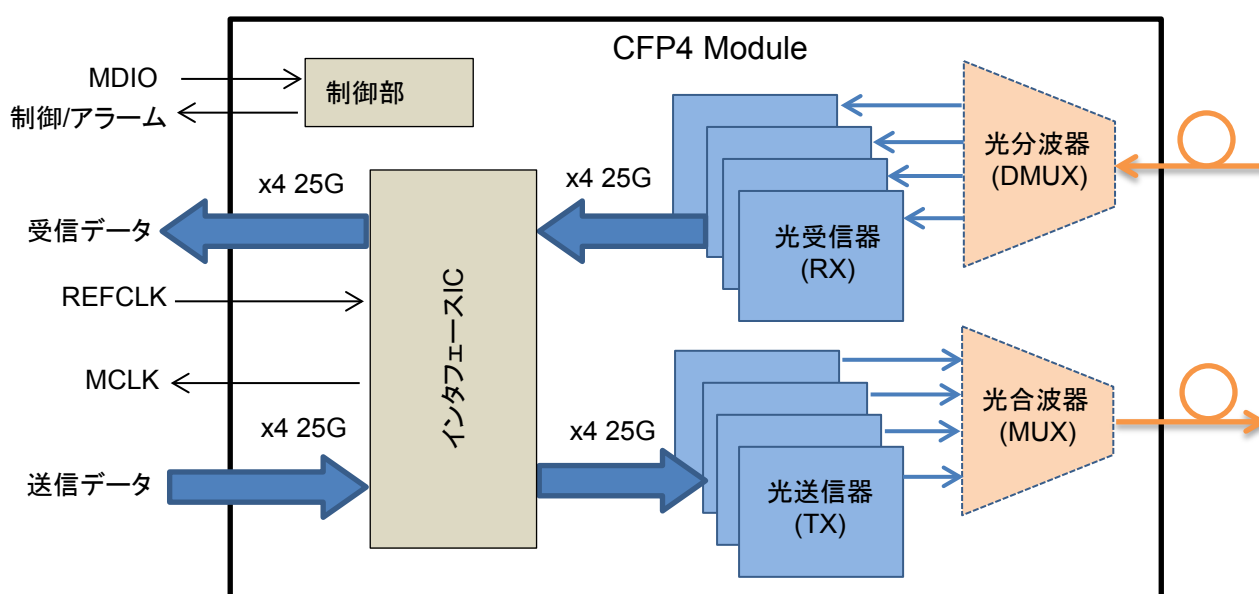 CFP4 Module
MDIO
制御/アラーム
制御部
x4 25G
x4 25G
受信データ
REFCLK
MCLK
x4 25G
x4 25G
送信データ
インタフェースIC
光受信器
(RX)
光分波器
(DMUX)
光送信器
(TX)
光合波器
(MUX)